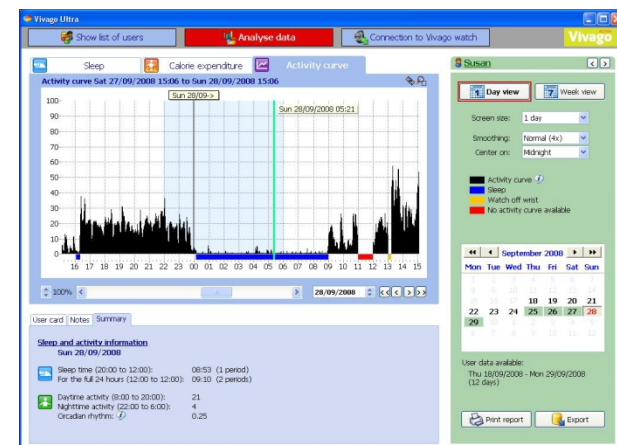 Vivago Ultra
Show list of users
Analyse data
Connection to Vivago watch
Vivago
Sleep
Calorie expenditure
Activity curve
Activity curve Sat 27/09/2008 15:06 to Sun 28/09/2008 15:06
Sun 28/09->
Sun 28/09/2008 05:21
100
90
80
70
60
50
40
30
20
10
0
16 17 18 19 20 21 22 23 00 01 02 03 04 05 06 07 08 09 10 11 12 13 14 15
100%
28/09/2008
User card Notes Summary
Sleep and activity information
Sun 28/09/2008
Sleep time (20:00 to 12:00): 08:53 (1 period)
For the full 24 hours (12:00 to 12:00): 09:10 (2 periods)
Daytime activity (8:00 to 20:00): 21
Nighttime activity (22:00 to 6:00): 4
Circadian rhythm: 0.25
Susan
1 Day view
7 Week view
Screen size: 1 day
Smoothing: Normal (4x)
Center on: Midnight
Activity curve
Sleep
Watch off wrist
No activity curve available
September 2008
Mon Tue Wed Thu Fri Sat Sun
18 19 20 21
22 23 24 25 26 27 28
29
User data available:
Thu 18/09/2008 - Mon 29/09/2008
(12 days)
Print report
Export